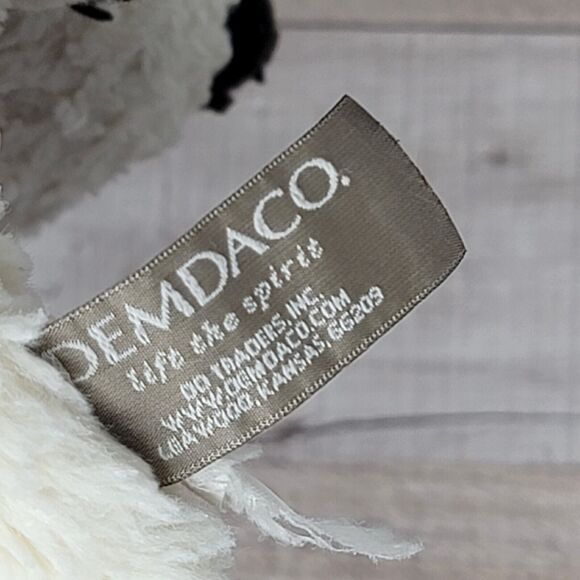 DEMDACO.
lift the spirit
DD TRADERS, INC.
WWW.DEMDACO.COM
LEAWOOD, KANSAS, 66209